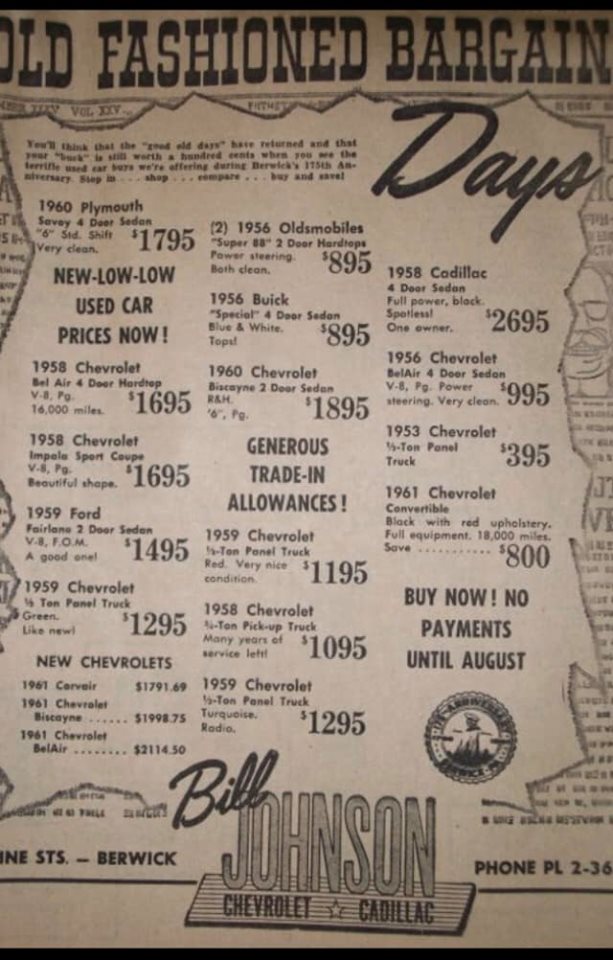 OLD FASHIONED BARGAIN
Days
VOL. XXV
You'll think that the "good old days" have returned and that
your "buck" is still worth a hundred cents when you see the
terrific used car buys we're offering during Berwick's 175th An-
niversary. Stop in . . . shop . . . compare . . . buy and save!
1960 Plymouth
Savoy 4 Door Sedan
"6" Std. Shift
Very clean. $1795
NEW-LOW-LOW
USED CAR
PRICES NOW!
1958 Chevrolet
Bel Air 4 Door Hardtop
V-8, Pg.
16,000 miles. $1695
1958 Chevrolet
Impala Sport Coupe
V-8, Pg.
Beautiful shape. $1695
1959 Ford
Fairlane 2 Door Sedan
V-8, F.O.M.
A good one! $1495
1959 Chevrolet
½ Ton Panel Truck
Green.
Like new! $1295
NEW CHEVROLETS
1961 Corvair $1791.69
1961 Chevrolet
Biscayne ...... $1998.75
1961 Chevrolet
BelAir ........ $2114.50
(2) 1956 Oldsmobiles
"Super 88" 2 Door Hardtops
Power steering.
Both clean. $895
1956 Buick
"Special" 4 Door Sedan
Blue & White.
Tops! $895
1960 Chevrolet
Biscayne 2 Door Sedan
R&H.
'6", Pg. $1895
GENEROUS
TRADE-IN
ALLOWANCES!
1959 Chevrolet
½-Ton Panel Truck
Red. Very nice
condition. $1195
1958 Chevrolet
¾-Ton Pick-up Truck
Many years of
service left! $1095
1959 Chevrolet
½-Ton Panel Truck
Turquoise.
Radio. $1295
1958 Cadillac
4 Door Sedan
Full power, black.
Spotless!
One owner. $2695
1956 Chevrolet
BelAir 4 Door Sedan
V-8, Pg. Power
steering. Very clean. $995
1953 Chevrolet
½-Ton Panel
Truck $395
1961 Chevrolet
Convertible
Black with red upholstery.
Full equipment. 18,000 miles.
Save .......... $800
BUY NOW! NO
PAYMENTS
UNTIL AUGUST
175th ANNIVERSARY
BERWICK
Bill
JOHNSON
CHEVROLET ☆ CADILLAC
INE STS. – BERWICK
PHONE PL 2-36